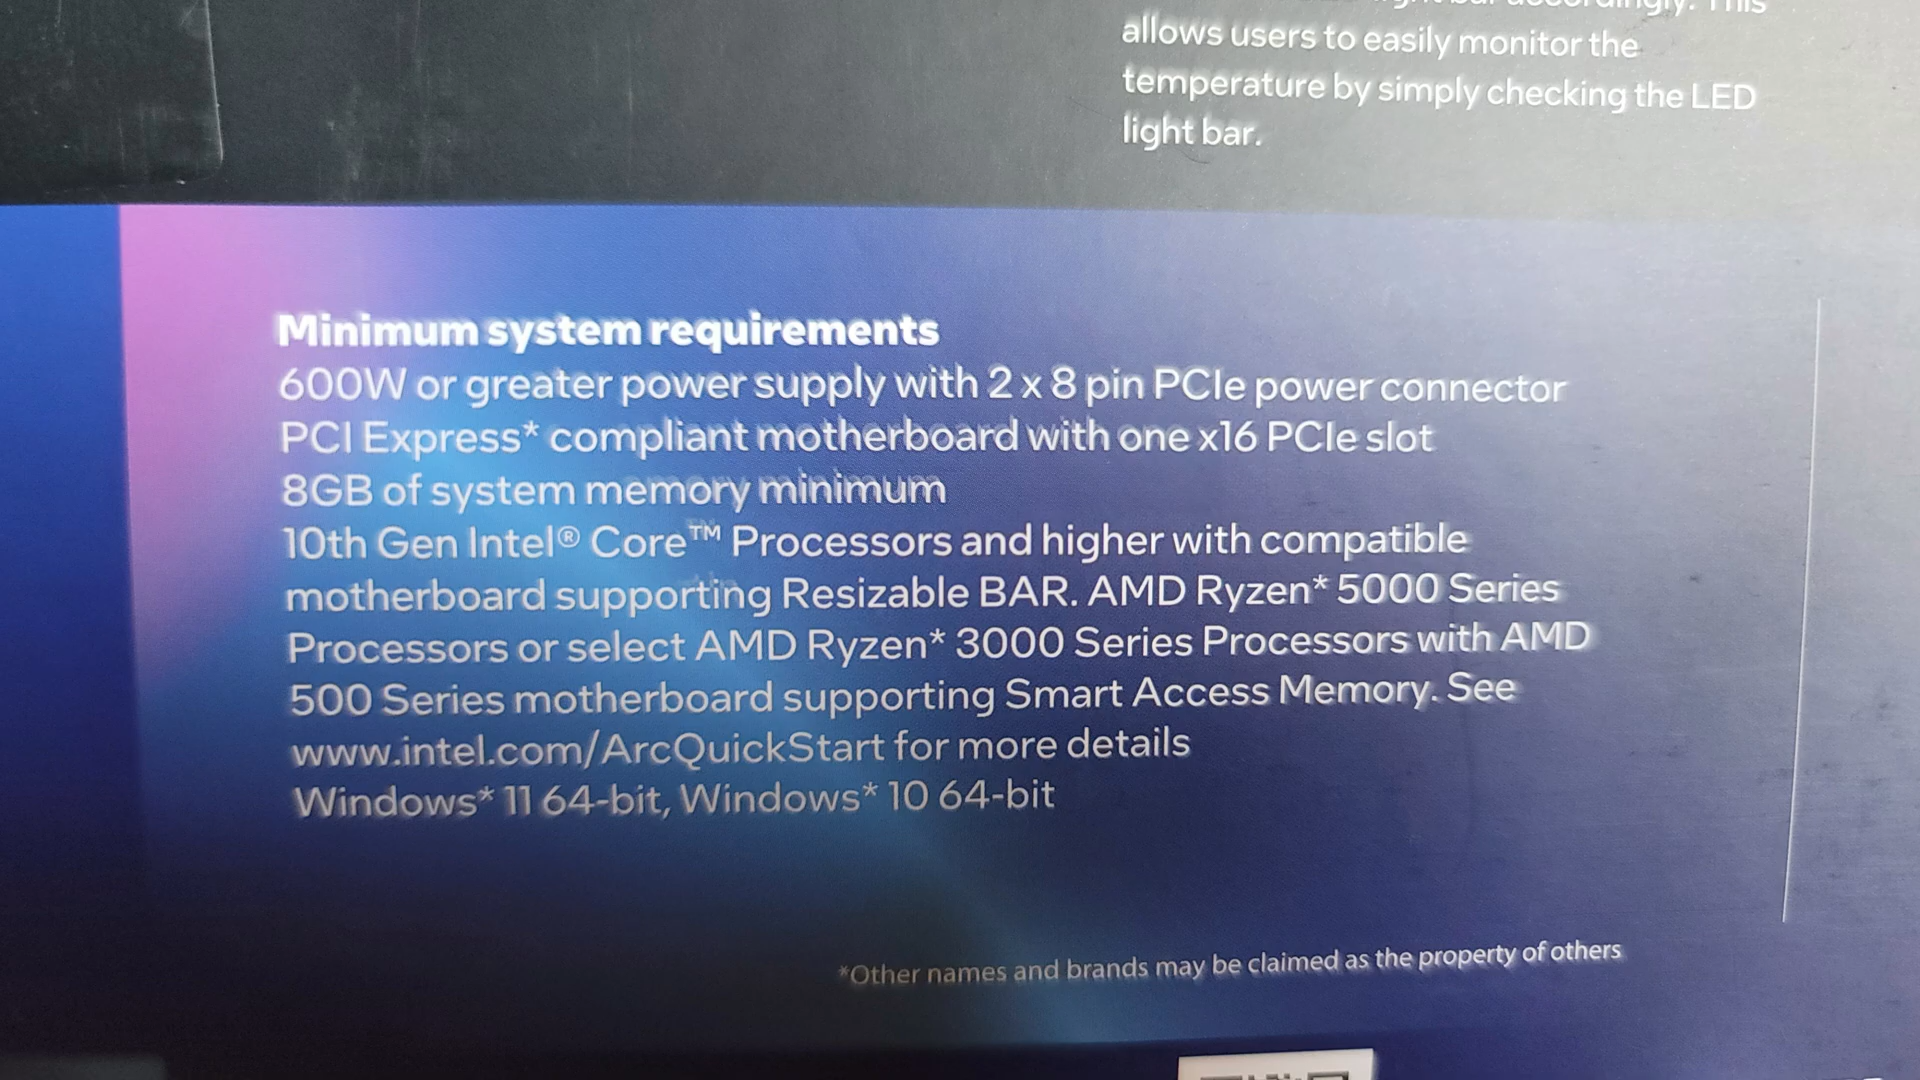 light bar accordingly. This
allows users to easily monitor the
temperature by simply checking the LED
light bar.
Minimum system requirements
600W or greater power supply with 2 x 8 pin PCIe power connector
PCI Express* compliant motherboard with one x16 PCIe slot
8GB of system memory minimum
10th Gen Intel® Core™ Processors and higher with compatible
motherboard supporting Resizable BAR. AMD Ryzen* 5000 Series
Processors or select AMD Ryzen* 3000 Series Processors with AMD
500 Series motherboard supporting Smart Access Memory. See
www.intel.com/ArcQuickStart for more details
Windows* 11 64-bit, Windows* 10 64-bit
*Other names and brands may be claimed as the property of others